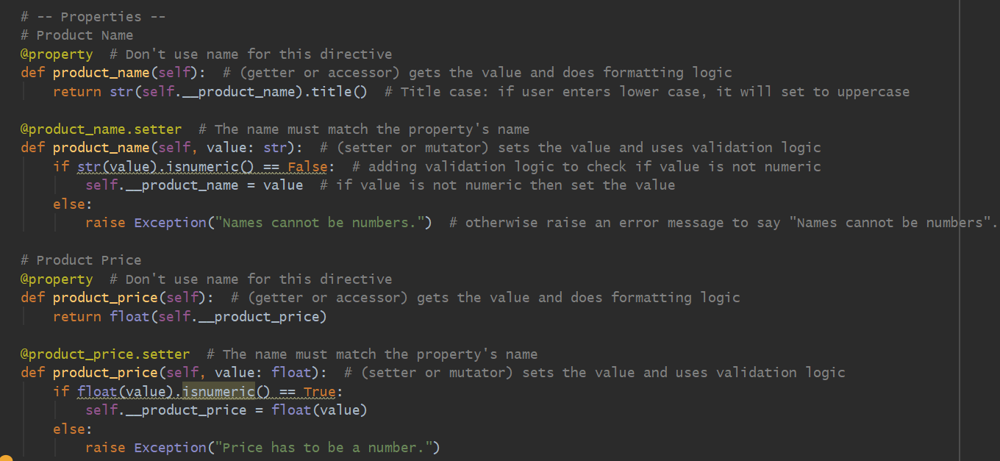 # -- Properties --
# Product Name
@property  # Don't use name for this directive
def product_name(self):  # (getter or accessor) gets the value and does formatting logic
    return str(self.__product_name).title()  # Title case: if user enters lower case, it will set to uppercase

@product_name.setter  # The name must match the property's name
def product_name(self, value: str):  # (setter or mutator) sets the value and uses validation logic
    if str(value).isnumeric() == False:  # adding validation logic to check if value is not numeric
        self.__product_name = value  # if value is not numeric then set the value
    else:
        raise Exception("Names cannot be numbers.")  # otherwise raise an error message to say "Names cannot be numbers".

# Product Price
@property  # Don't use name for this directive
def product_price(self):  # (getter or accessor) gets the value and does formatting logic
    return float(self.__product_price)

@product_price.setter  # The name must match the property's name
def product_price(self, value: float):  # (setter or mutator) sets the value and uses validation logic
    if float(value).isnumeric() == True:
        self.__product_price = float(value)
    else:
        raise Exception("Price has to be a number.")